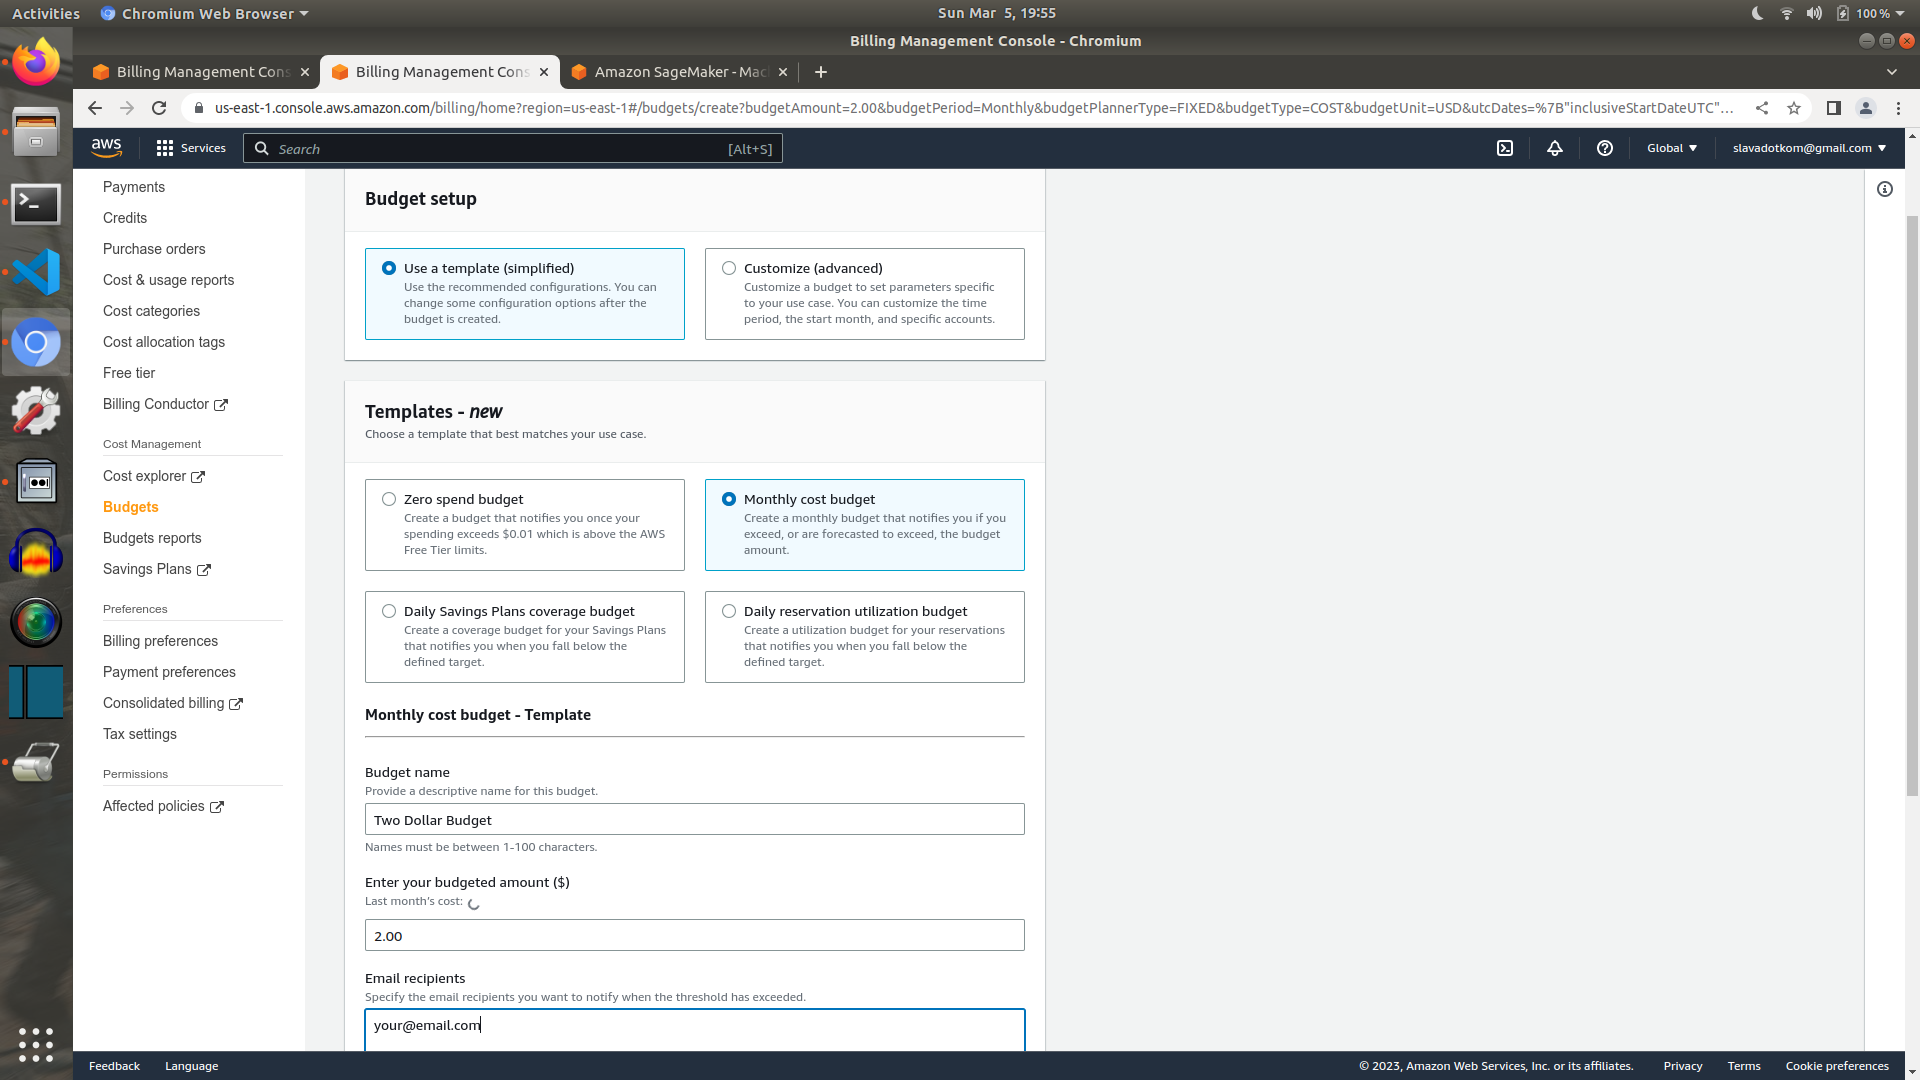 Activities
Chromium Web Browser
Sun Mar 5, 19:55
100 %
Billing Management Console - Chromium
Billing Management Cons
Billing Management Cons
Amazon SageMaker - Mac
us-east-1.console.aws.amazon.com/billing/home?region=us-east-1#/budgets/create?budgetAmount=2.00&budgetPeriod=Monthly&budgetPlannerType=FIXED&budgetType=COST&budgetUnit=USD&utcDates=%7B"inclusiveStartDateUTC"...
aws
Services
Search
[Alt+S]
Global
slavadotkom@gmail.com
Payments
Credits
Purchase orders
Cost & usage reports
Cost categories
Cost allocation tags
Free tier
Billing Conductor
Cost Management
Cost explorer
Budgets
Budgets reports
Savings Plans
Preferences
Billing preferences
Payment preferences
Consolidated billing
Tax settings
Permissions
Affected policies
Budget setup
Use a template (simplified)
Use the recommended configurations. You can
change some configuration options after the
budget is created.
Customize (advanced)
Customize a budget to set parameters specific
to your use case. You can customize the time
period, the start month, and specific accounts.
Templates - new
Choose a template that best matches your use case.
Zero spend budget
Create a budget that notifies you once your
spending exceeds $0.01 which is above the AWS
Free Tier limits.
Monthly cost budget
Create a monthly budget that notifies you if you
exceed, or are forecasted to exceed, the budget
amount.
Daily Savings Plans coverage budget
Create a coverage budget for your Savings Plans
that notifies you when you fall below the
defined target.
Daily reservation utilization budget
Create a utilization budget for your reservations
that notifies you when you fall below the
defined target.
Monthly cost budget - Template
Budget name
Provide a descriptive name for this budget.
Two Dollar Budget
Names must be between 1-100 characters.
Enter your budgeted amount ($)
Last month's cost:
2.00
Email recipients
Specify the email recipients you want to notify when the threshold has exceeded.
your@email.com
Feedback
Language
© 2023, Amazon Web Services, Inc. or its affiliates.
Privacy
Terms
Cookie preferences